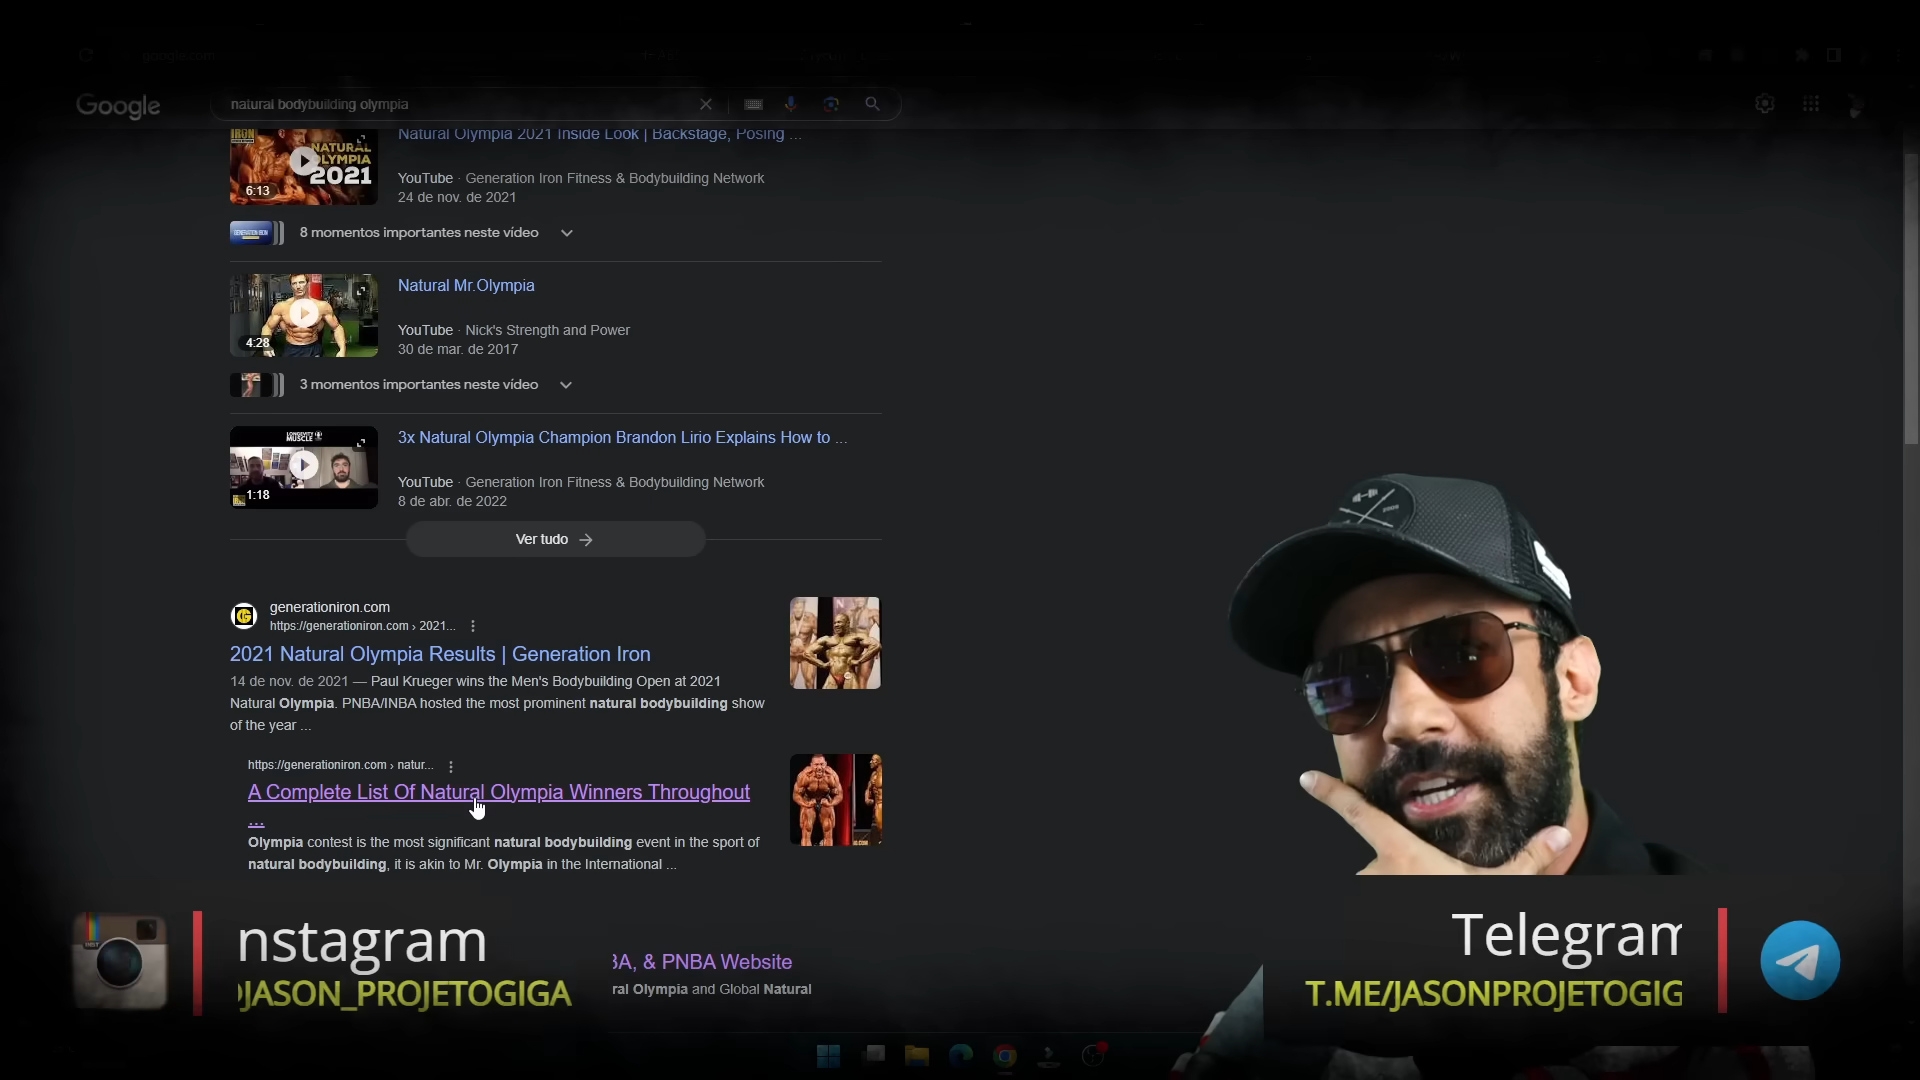 Google
natural bodybuilding olympia
Natural Olympia 2021 Inside Look | Backstage, Posing ...
IRON
NATURAL
OLYMPIA
2021
6:13
YouTube · Generation Iron Fitness & Bodybuilding Network
24 de nov. de 2021
8 momentos importantes neste vídeo
Natural Mr.Olympia
4:28
YouTube · Nick's Strength and Power
30 de mar. de 2017
3 momentos importantes neste vídeo
3x Natural Olympia Champion Brandon Lirio Explains How to ...
LONGEVITY
MUSCLE
1:18
YouTube · Generation Iron Fitness & Bodybuilding Network
8 de abr. de 2022
Ver tudo
generationiron.com
https://generationiron.com › 2021...
2021 Natural Olympia Results | Generation Iron
14 de nov. de 2021 — Paul Krueger wins the Men's Bodybuilding Open at 2021
Natural Olympia. PNBA/INBA hosted the most prominent natural bodybuilding show
of the year ...
https://generationiron.com › natur...
A Complete List Of Natural Olympia Winners Throughout
...
Olympia contest is the most significant natural bodybuilding event in the sport of
natural bodybuilding, it is akin to Mr. Olympia in the International ...
BA, & PNBA Website
ral Olympia and Global Natural
nstagram
JASON_PROJETOGIGA
Telegram
T.ME/JASONPROJETOGIG